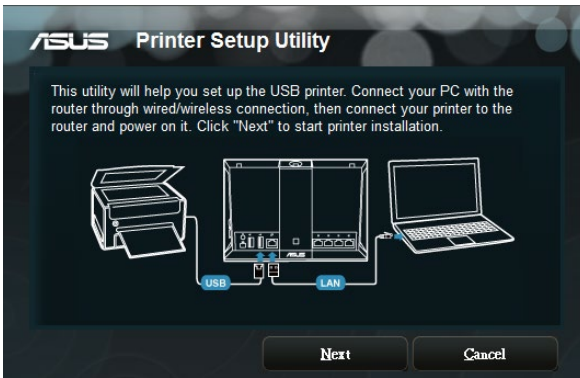 ASUS Printer Setup Utility
This utility will help you set up the USB printer. Connect your PC with the
router through wired/wireless connection, then connect your printer to the
router and power on it. Click "Next" to start printer installation.
ASUS
USB
LAN
Next
Cancel